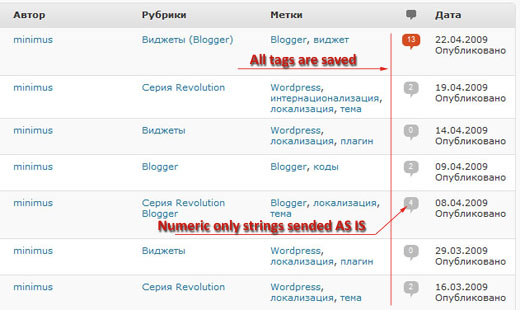 Автор Рубрики Метки Дата
minimus Виджеты (Blogger) Blogger, виджет 13 22.04.2009
Опубликовано
All tags are saved
minimus Серия Revolution Wordpress, 2 19.04.2009
интернационализация, Опубликовано
локализация, тема
minimus Виджеты Wordpress, 0 14.04.2009
локализация, плагин Опубликовано
minimus Blogger Blogger, коды 2 09.04.2009
Опубликовано
minimus Серия Revolution Blogger, локализация, 4 08.04.2009
Blogger тема Опубликовано
Numeric only strings sended AS IS
minimus Виджеты Wordpress, 0 29.03.2009
локализация, плагин Опубликовано
minimus Серия Revolution Wordpress, 2 16.03.2009
локализация, тема Опубликовано